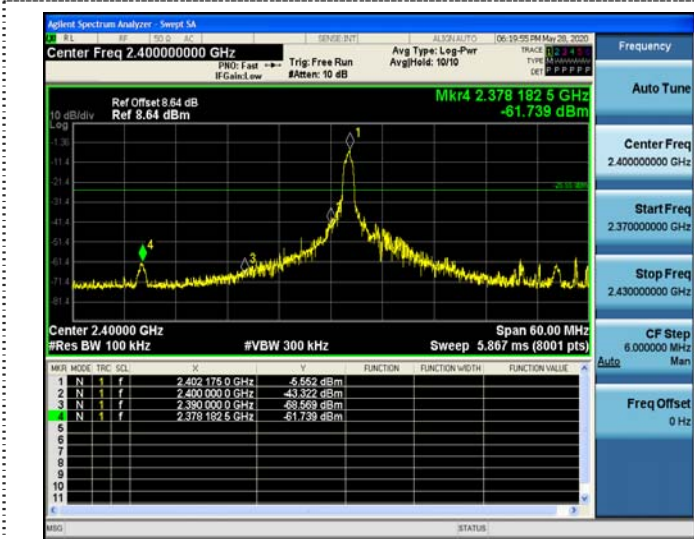 Agilent Spectrum Analyzer - Swept SA
RL RF 50 Ω AC SENSE:INT ALIGN AUTO 06:19:55 PM May 28, 2020
Center Freq 2.400000000 GHz
PNO: Fast
IFGain:Low
Trig: Free Run
#Atten: 10 dB
Avg Type: Log-Pwr
Avg|Hold: 10/10
TRACE 1 2 3 4 5 6
TYPE M
DET P P P P P P
Ref Offset 8.64 dB
Ref 8.64 dBm
10 dB/div
Log
Mkr4 2.378 182 5 GHz
-61.739 dBm
-1.36
-11.4
-21.4
-31.4
-41.4
-51.4
-61.4
-71.4
-81.4
1
3
4
Center 2.40000 GHz
Span 60.00 MHz
#Res BW 100 kHz
#VBW 300 kHz
Sweep 5.867 ms (8001 pts)
MKR MODE TRC SCL X Y FUNCTION FUNCTION WIDTH FUNCTION VALUE
1 N 1 f 2.402 175 0 GHz -5.552 dBm
2 N 1 f 2.400 000 0 GHz -43.322 dBm
3 N 1 f 2.390 000 0 GHz -68.569 dBm
4 N 1 f 2.378 182 5 GHz -61.739 dBm
5
6
7
8
9
10
11
MSG
STATUS
Frequency
Auto Tune
Center Freq
2.400000000 GHz
Start Freq
2.370000000 GHz
Stop Freq
2.430000000 GHz
CF Step
6.000000 MHz
Auto Man
Freq Offset
0 Hz